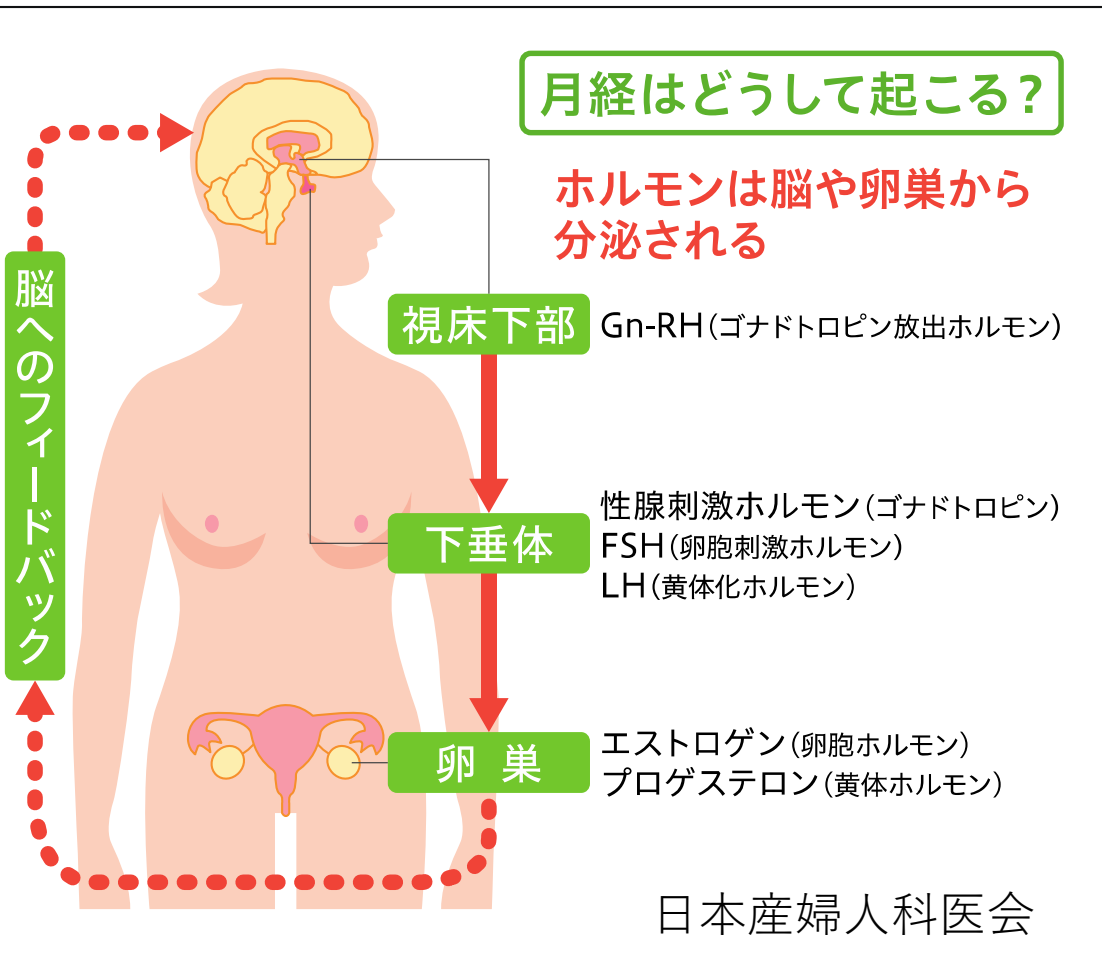 月経はどうして起こる？
ホルモンは脳や卵巣から
分泌される
視床下部
Gn-RH（ゴナドトロピン放出ホルモン）
脳へのフィードバック
下垂体
性腺刺激ホルモン（ゴナドトロピン）
FSH（卵胞刺激ホルモン）
LH（黄体化ホルモン）
卵巣
エストロゲン（卵胞ホルモン）
プロゲステロン（黄体ホルモン）
日本産婦人科医会